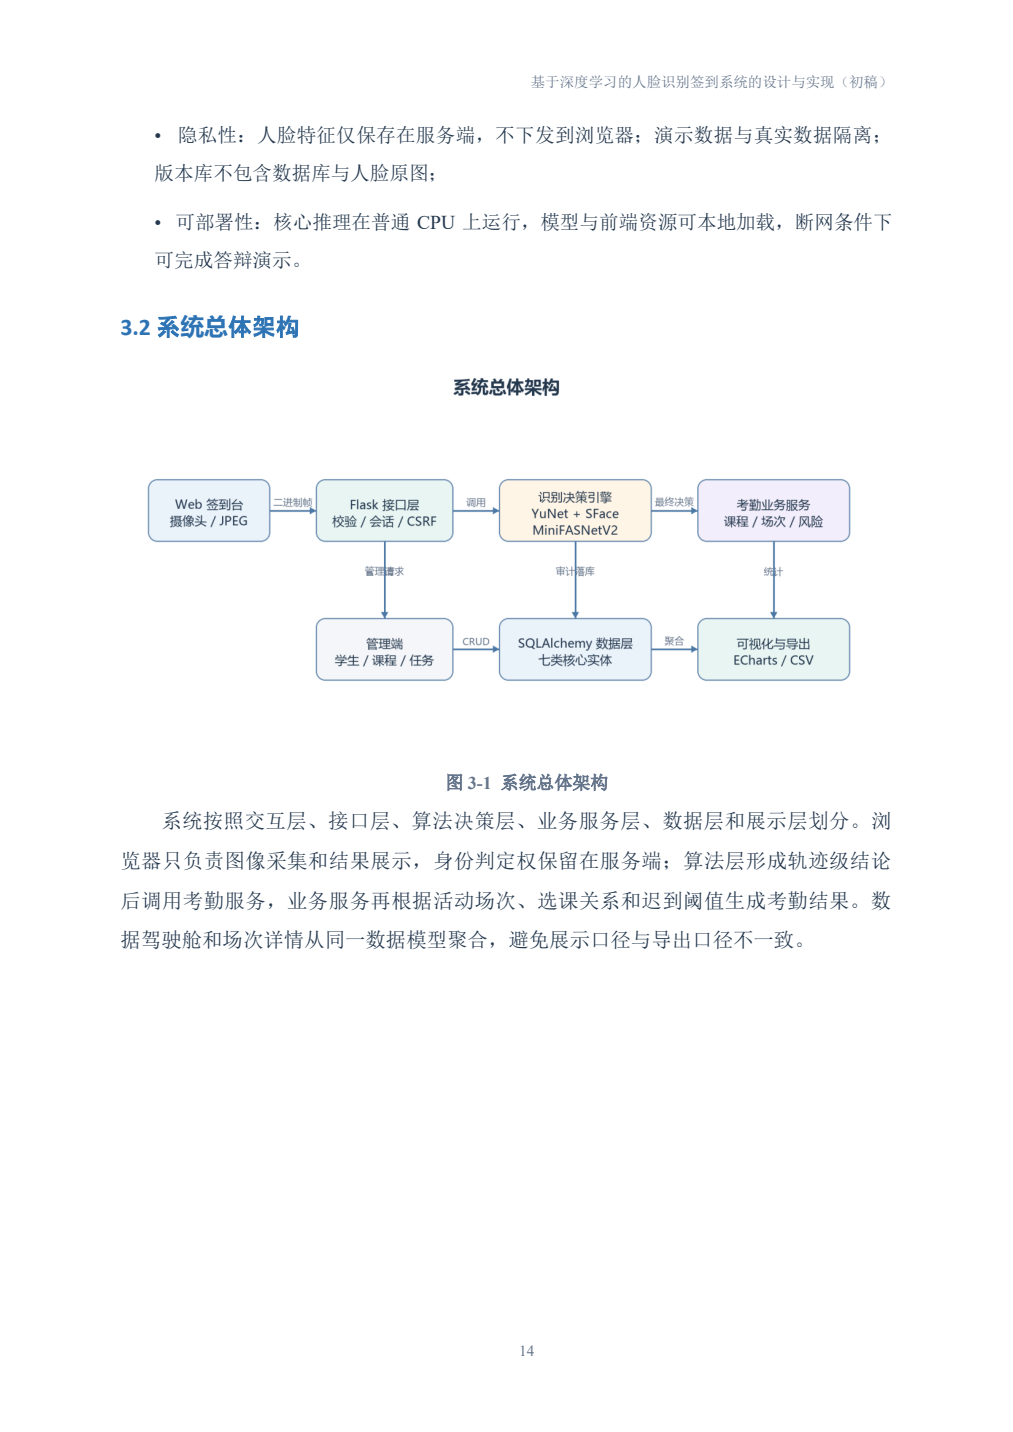 基于深度学习的人脸识别签到系统的设计与实现（初稿）
• 隐私性：人脸特征仅保存在服务端，不下发到浏览器；演示数据与真实数据隔离；
版本库不包含数据库与人脸原图；
• 可部署性：核心推理在普通 CPU 上运行，模型与前端资源可本地加载，断网条件下
可完成答辩演示。
3.2 系统总体架构
系统总体架构
Web 签到台
摄像头 / JPEG
二进制帧
Flask 接口层
校验 / 会话 / CSRF
调用
识别决策引擎
YuNet + SFace
MiniFASNetV2
最终决策
考勤业务服务
课程 / 场次 / 风险
管理请求
审计落库
统计
管理端
学生 / 课程 / 任务
CRUD
SQLAlchemy 数据层
七类核心实体
聚合
可视化与导出
ECharts / CSV
图 3-1 系统总体架构
系统按照交互层、接口层、算法决策层、业务服务层、数据层和展示层划分。浏
览器只负责图像采集和结果展示，身份判定权保留在服务端；算法层形成轨迹级结论
后调用考勤服务，业务服务再根据活动场次、选课关系和迟到阈值生成考勤结果。数
据驾驶舱和场次详情从同一数据模型聚合，避免展示口径与导出口径不一致。
14